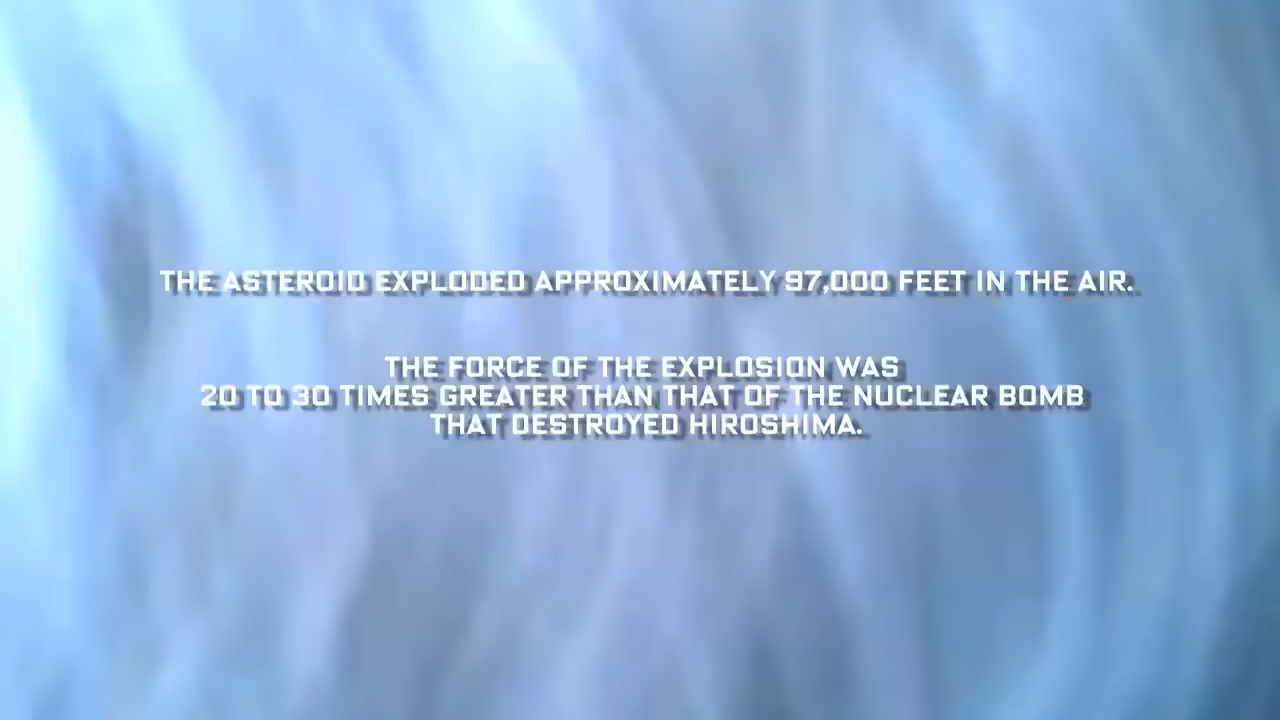 THE ASTEROID EXPLODED APPROXIMATELY 97,000 FEET IN THE AIR.
THE FORCE OF THE EXPLOSION WAS
20 TO 30 TIMES GREATER THAN THAT OF THE NUCLEAR BOMB
THAT DESTROYED HIROSHIMA.